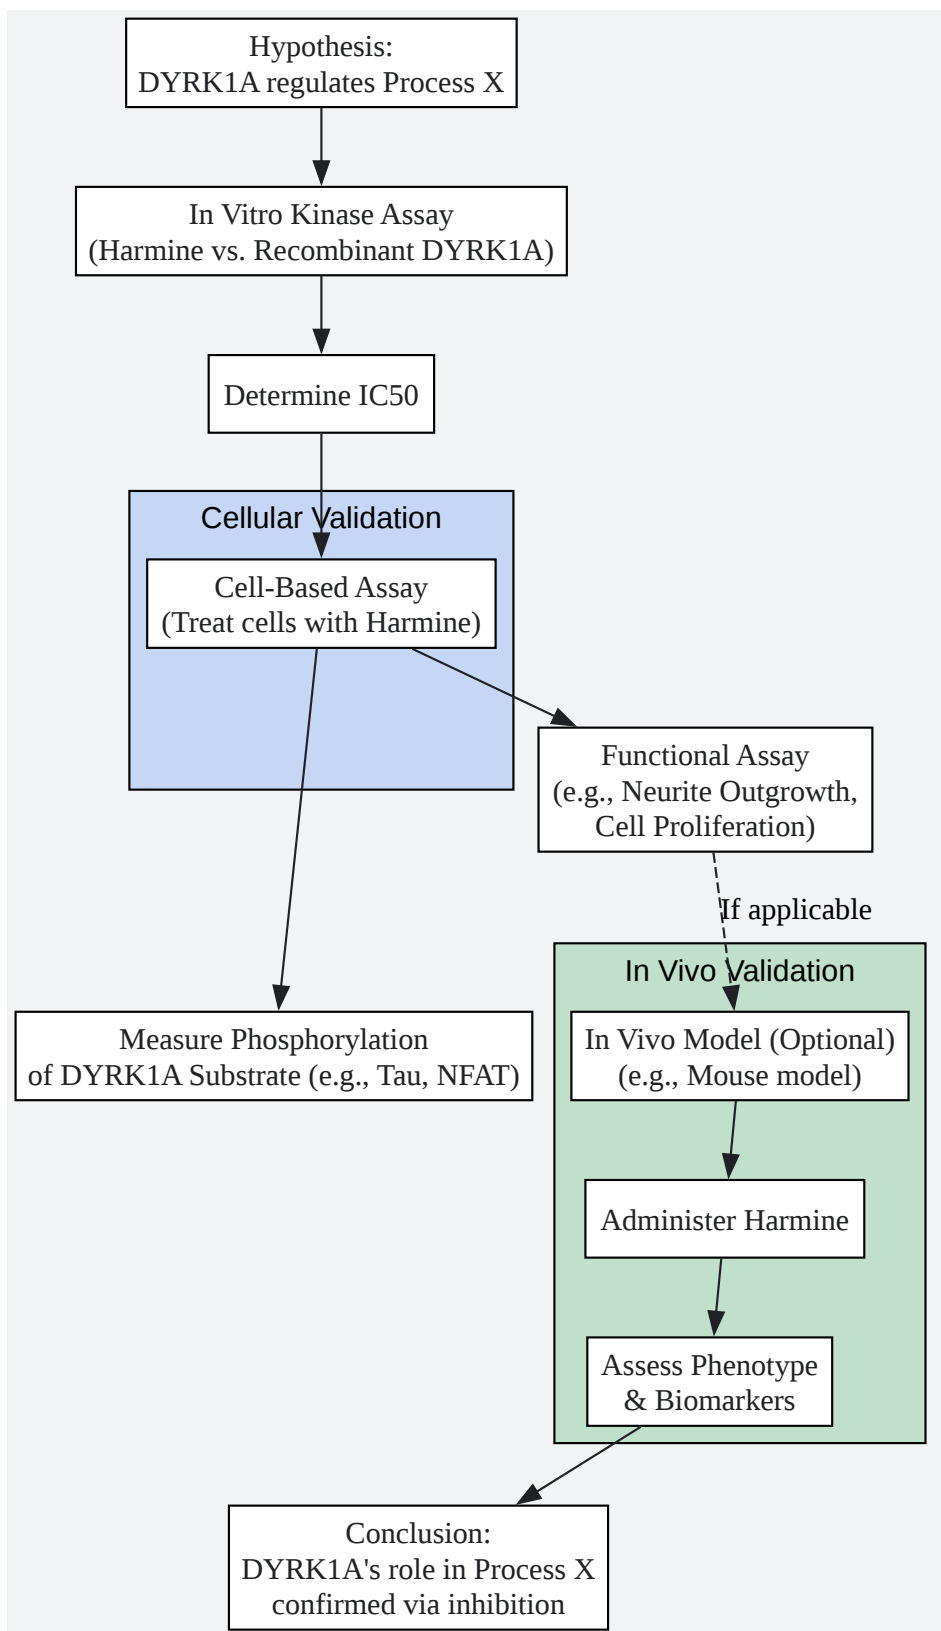 Hypothesis:
DYRK1A regulates Process X
In Vitro Kinase Assay
(Harmine vs. Recombinant DYRK1A)
Determine IC50
Cellular Validation
Cell-Based Assay
(Treat cells with Harmine)
Functional Assay
(e.g., Neurite Outgrowth,
Cell Proliferation)
If applicable
In Vivo Validation
Measure Phosphorylation
of DYRK1A Substrate (e.g., Tau, NFAT)
In Vivo Model (Optional)
(e.g., Mouse model)
Administer Harmine
Assess Phenotype
& Biomarkers
Conclusion:
DYRK1A's role in Process X
confirmed via inhibition